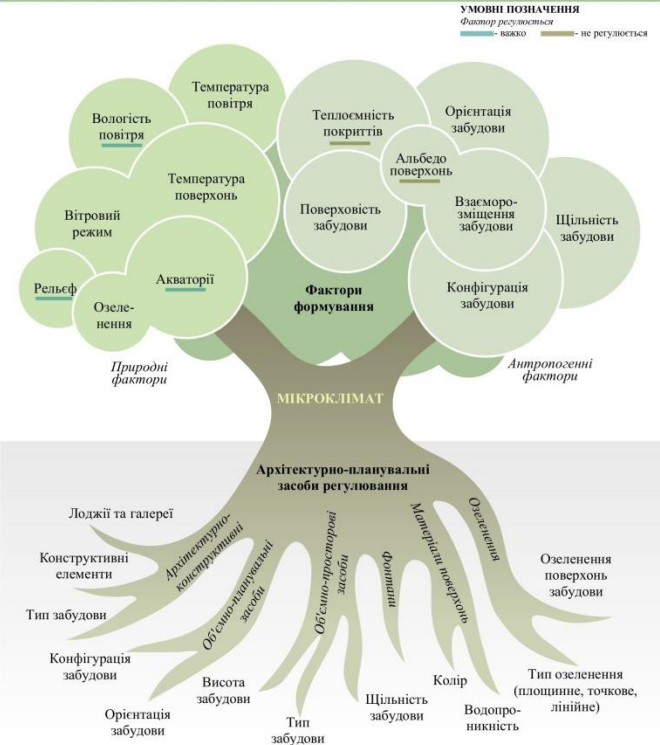 УМОВНІ ПОЗНАЧЕННЯ
Фактор регулюється
- важко - не регулюється
Температура
повітря
Вологість
повітря
Теплоємність
покриттів
Орієнтація
забудови
Альбедо
поверхонь
Температура
поверхонь
Вітровий
режим
Поверховість
забудови
Взаєморо-
зміщення
забудови
Щільність
забудови
Рельєф
Акваторії
Озеле-
нення
Фактори
формування
Конфігурація
забудови
Природні
фактори
Антропогенні
фактори
МІКРОКЛІМАТ
Архітектурно-планувальні
засоби регулювання
Лоджії та галереї
Конструктивні
елементи
Тип забудови
Архітектурно-
конструктивні
Конфігурація
забудови
Орієнтація
забудови
Об'ємно-планувальні
засоби
Висота
забудови
Об'ємно-просторові
засоби
Тип
забудови
Щільність
забудови
Фонтани
Матеріали поверхонь
Колір
Водопро-
никність
Озеленення
Озеленення
поверхонь
забудови
Тип озеленення
(площинне, точкове,
лінійне)